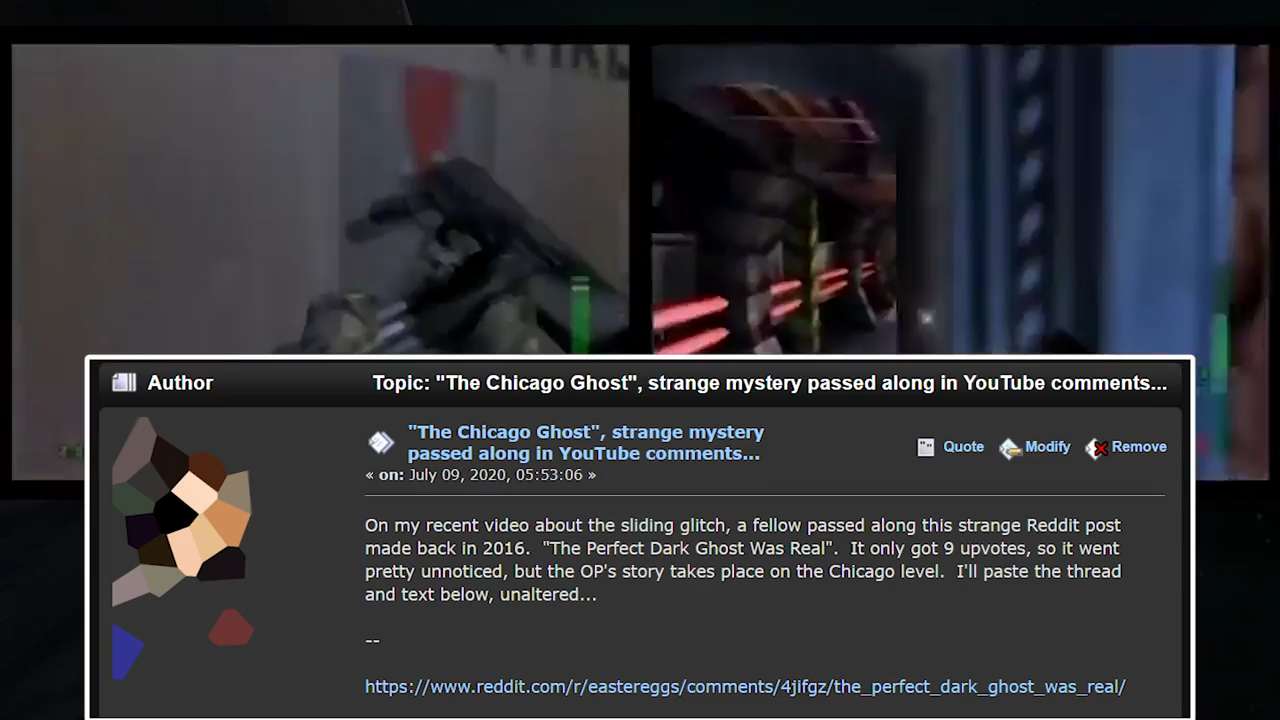 Author
Topic: "The Chicago Ghost", strange mystery passed along in YouTube comments...
"The Chicago Ghost", strange mystery
passed along in YouTube comments...
Quote Modify Remove
« on: July 09, 2020, 05:53:06 »
On my recent video about the sliding glitch, a fellow passed along this strange Reddit post
made back in 2016.  "The Perfect Dark Ghost Was Real".  It only got 9 upvotes, so it went
pretty unnoticed, but the OP's story takes place on the Chicago level.  I'll paste the thread
and text below, unaltered...
--
https://www.reddit.com/r/eastereggs/comments/4jifgz/the_perfect_dark_ghost_was_real/